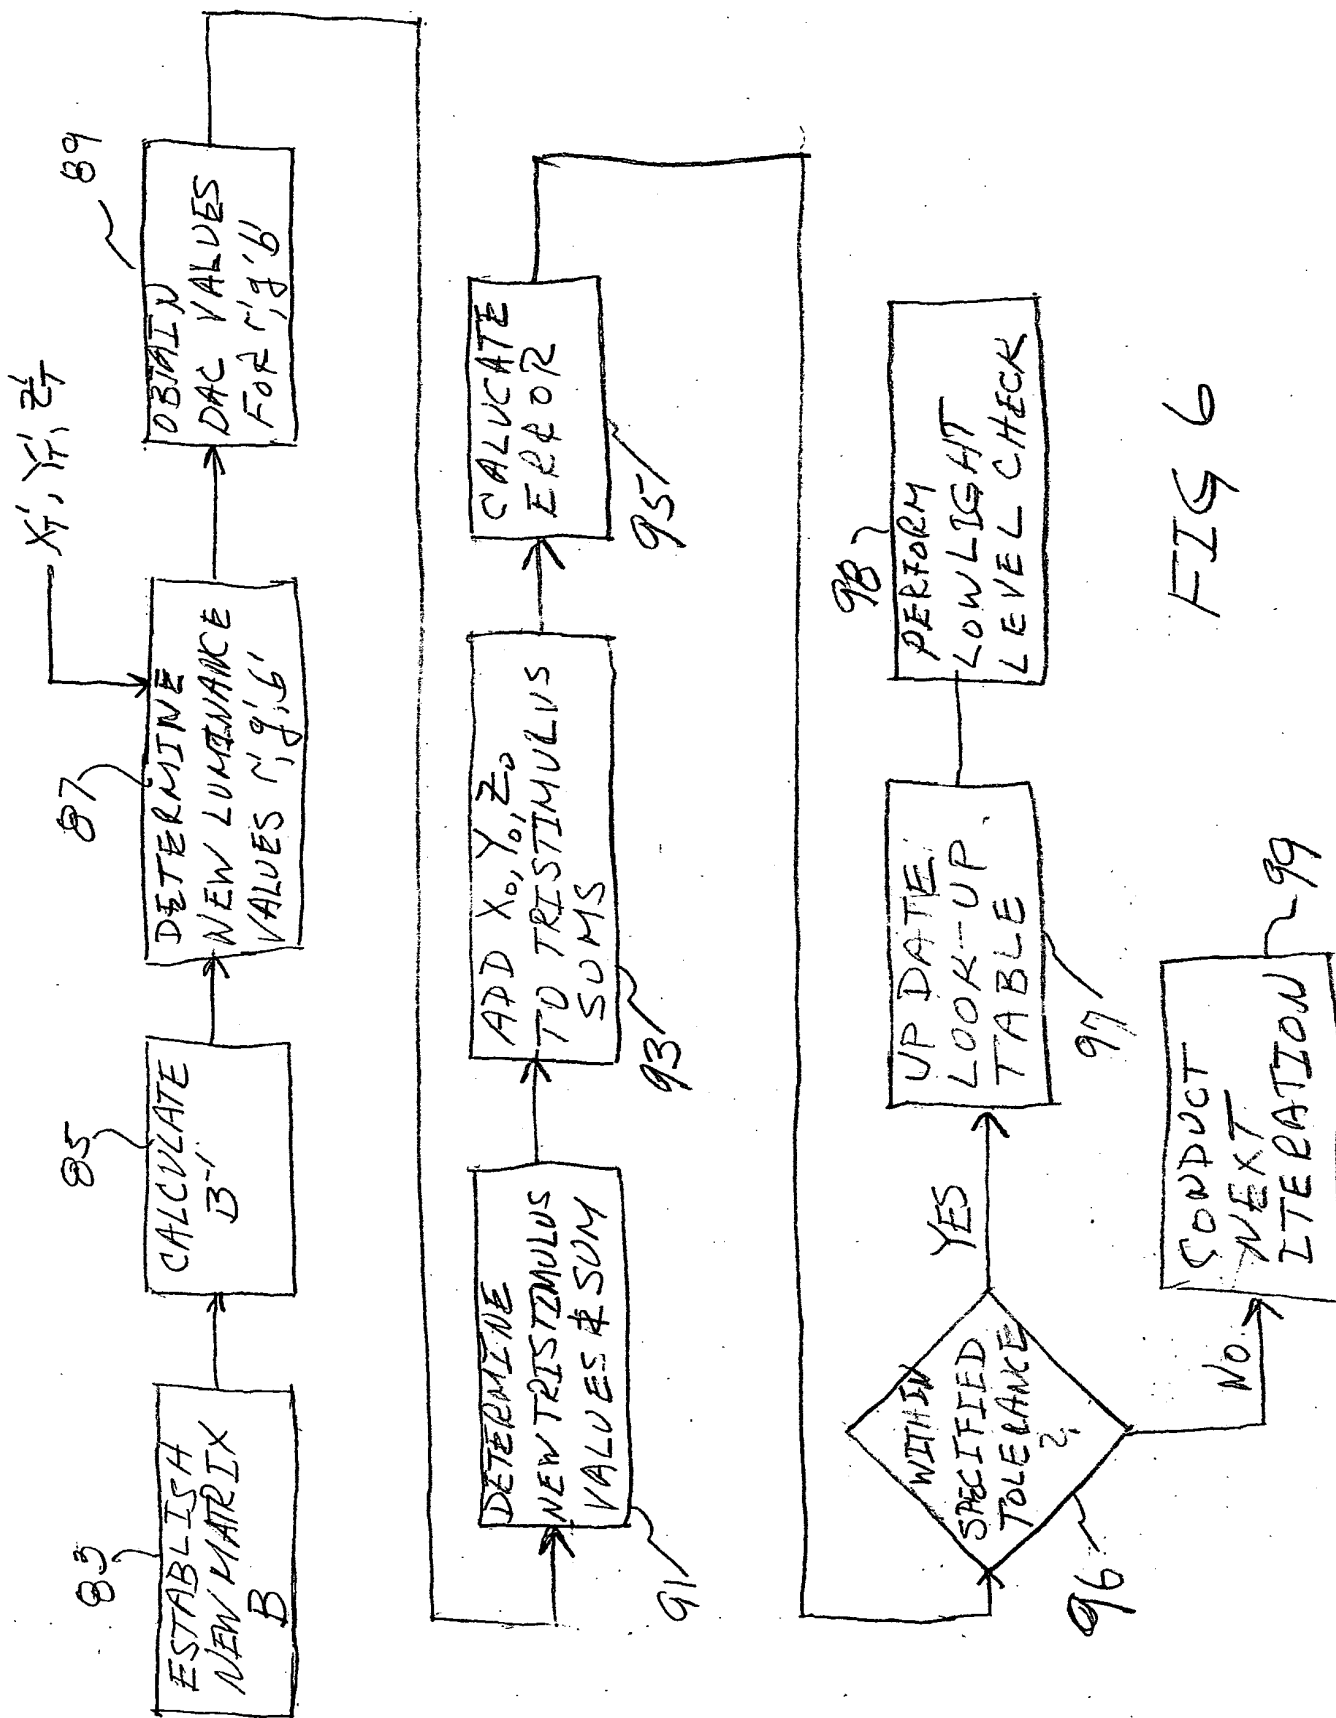 83
ESTABLISH
NEW MATRIX
B
85
CALCULATE
B⁻¹
87
X'T, Y'T, Z'T
DETERMINE
NEW LUMINANCE
VALUES r', g', b'
89
OBTAIN
DAC VALUES
FOR r', g' b'
DETERMINE
NEW TRISTIMULUS
VALUES & SUM
91
ADD X₀, Y₀, Z₀
TO TRISTIMULUS
SUMS
93
CALUCATE
ERROR
95
WITHIN
SPECIFIED
TOLERANCE
?
96
YES
UP DATE
LOOK-UP
TABLE
97
98
PERFORM
LOWLIGHT
LEVEL CHECK
NO
CONDUCT
NEXT
ITERATION
99
FIG 6